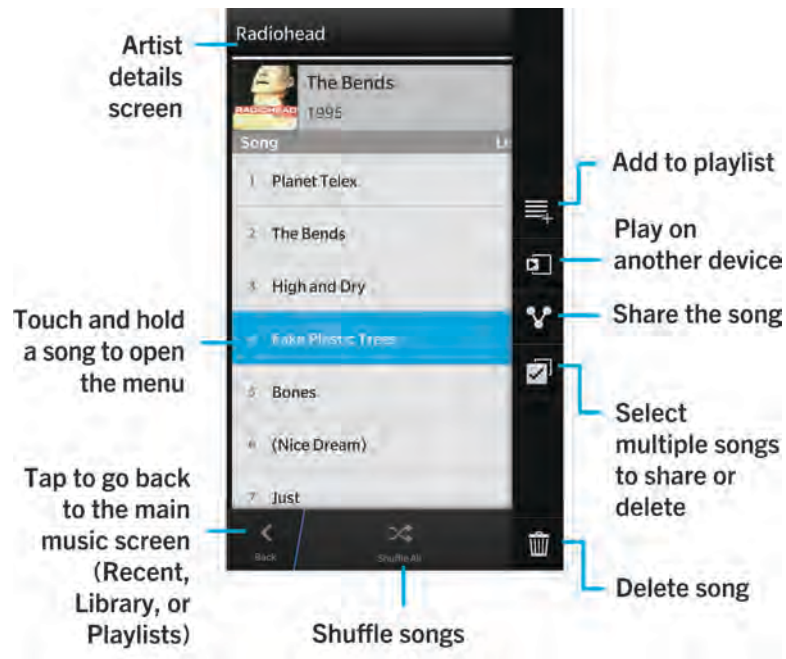 Artist
details
screen
Radiohead
RADIOHEAD
The Bends
1995
Song
1 Planet Telex
2 The Bends
3 High and Dry
4 Fake Plastic Trees
5 Bones
6 (Nice Dream)
7 Just
Back
Shuffle All
Touch and hold
a song to open
the menu
Tap to go back
to the main
music screen
(Recent,
Library, or
Playlists)
Shuffle songs
Add to playlist
Play on
another device
Share the song
Select
multiple songs
to share or
delete
Delete song